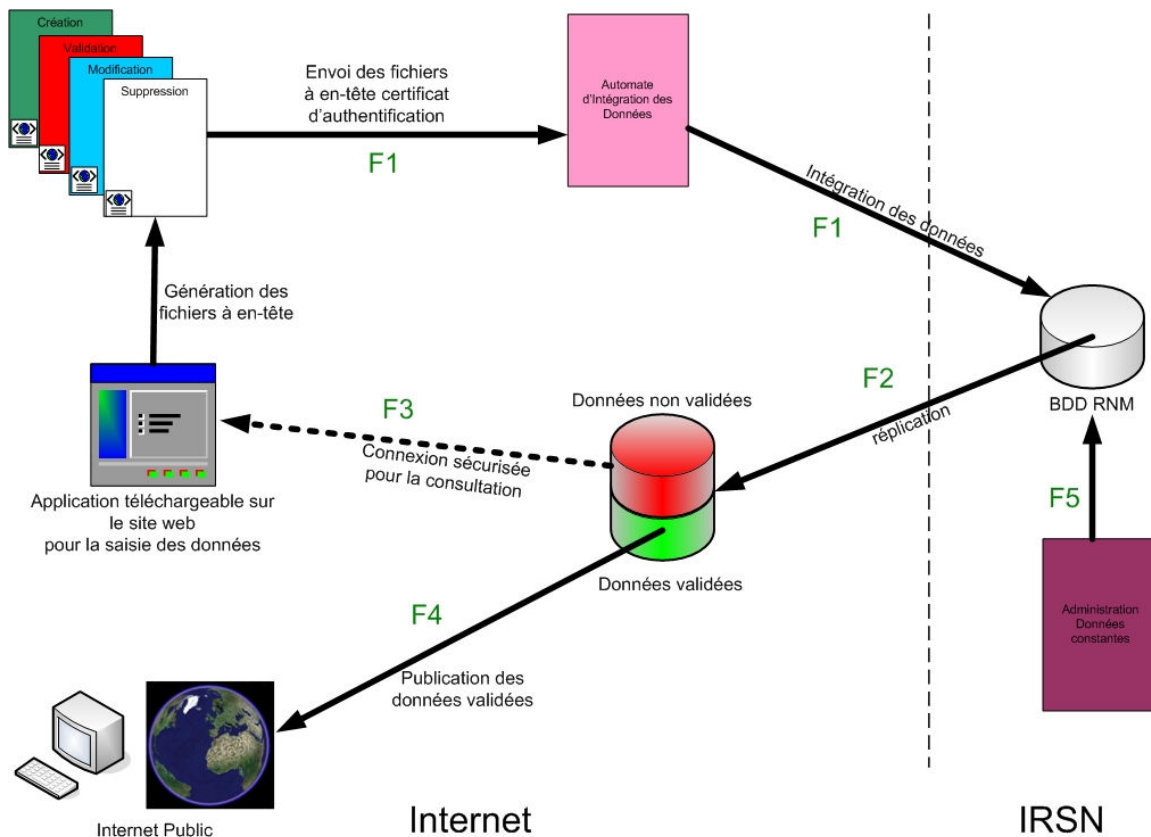 Création
Validation
Modification
Suppression
Envoi des fichiers
à en-tête certificat
d'authentification
F1
Automate
d'Intégration des
Données
Intégration des données
F1
Génération des
fichiers à en-tête
BDD RNM
F2
réplication
Données non validées
F3
Connexion sécurisée
pour la consultation
Application téléchargeable sur
le site web
pour la saisie des données
Données validées
F5
Administration
Données
constantes
F4
Publication des
données validées
Internet Public
Internet
IRSN